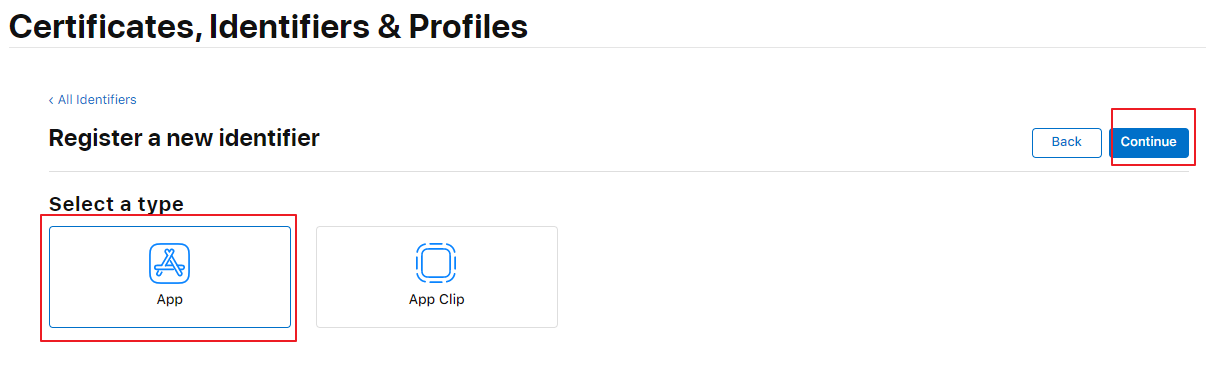 Certificates, Identifiers & Profiles
‹ All Identifiers
Register a new identifier
Back
Continue
Select a type
App
App Clip